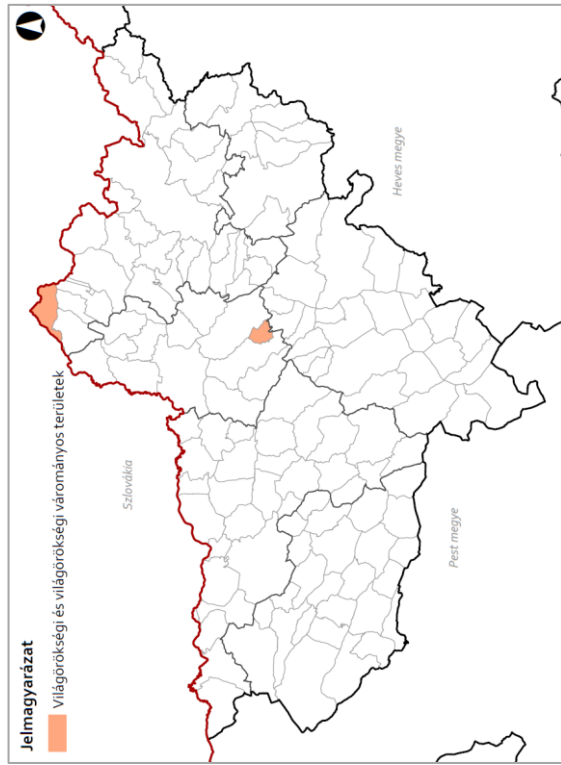 Jelmagyarázat
Világörökségi és világörökségi várományos területek
Szlovákia
Heves megye
Pest megye